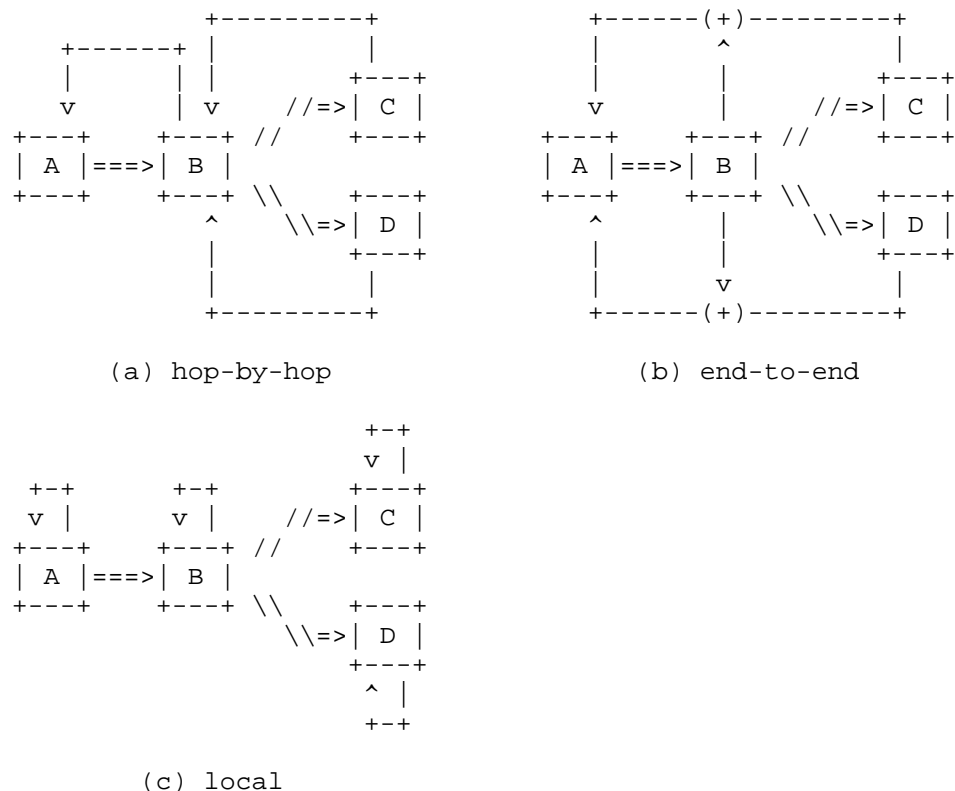 +---------+
    +------+ |         |
    |      | |       +---+
    v      | v   //=>| C |
+---+    +---+ //    +---+
| A |===>| B |
+---+    +---+ \\    +---+
            ^    \\=>| D |
            |        +---+
            |          |
            +----------+
+------(+)---------+
|       ^          |
|       |        +---+
v       |    //=>| C |
+---+    +---+ //    +---+
| A |===>| B |
+---+    +---+ \\    +---+
^       |    \\=>| D |
|       |        +---+
|       v          |
+------(+)---------+
(a) hop-by-hop
(b) end-to-end
                      +-+
                      v |
 +-+      +-+        +---+
 v |      v |    //=>| C |
+---+    +---+ //    +---+
| A |===>| B |
+---+    +---+ \\    +---+
                 \\=>| D |
                     +---+
                      ^ |
                      +-+
(c) local